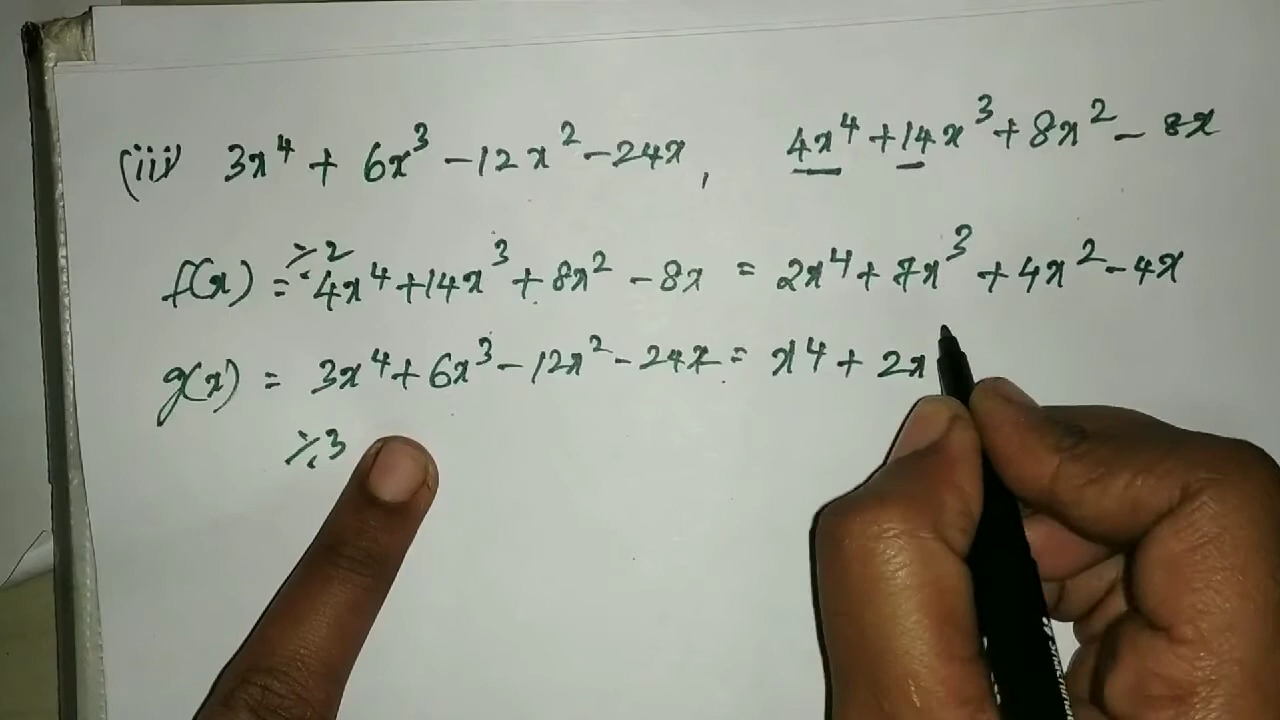 (iii) 3x⁴ + 6x³ - 12x² - 24x, 4x⁴ + 14x³ + 8x² - 8x
÷2
f(x) = 4x⁴ + 14x³ + 8x² - 8x = 2x⁴ + 7x³ + 4x² - 4x
g(x) = 3x⁴ + 6x³ - 12x² - 24x = x⁴ + 2x
÷3